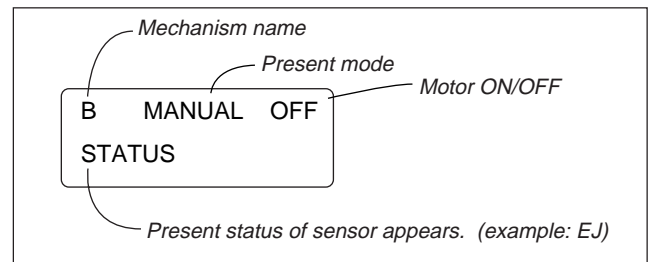 Mechanism name
Present mode
Motor ON/OFF
B MANUAL OFF
STATUS
Present status of sensor appears. (example: EJ)